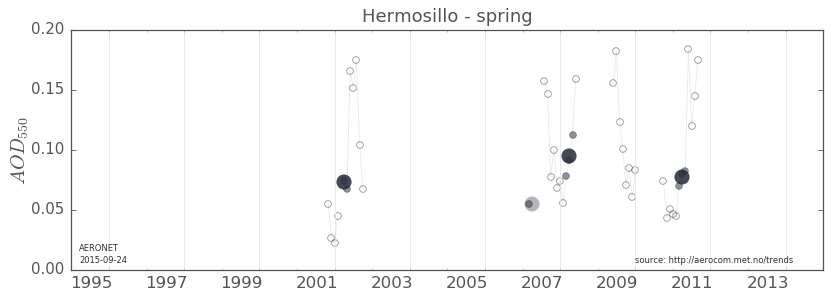 Hermosillo - spring
0.20
0.15
0.10
0.05
0.00
AOD550
AERONET
2015-09-24
source: http://aerocom.met.no/trends
1995 1997 1999 2001 2003 2005 2007 2009 2011 2013